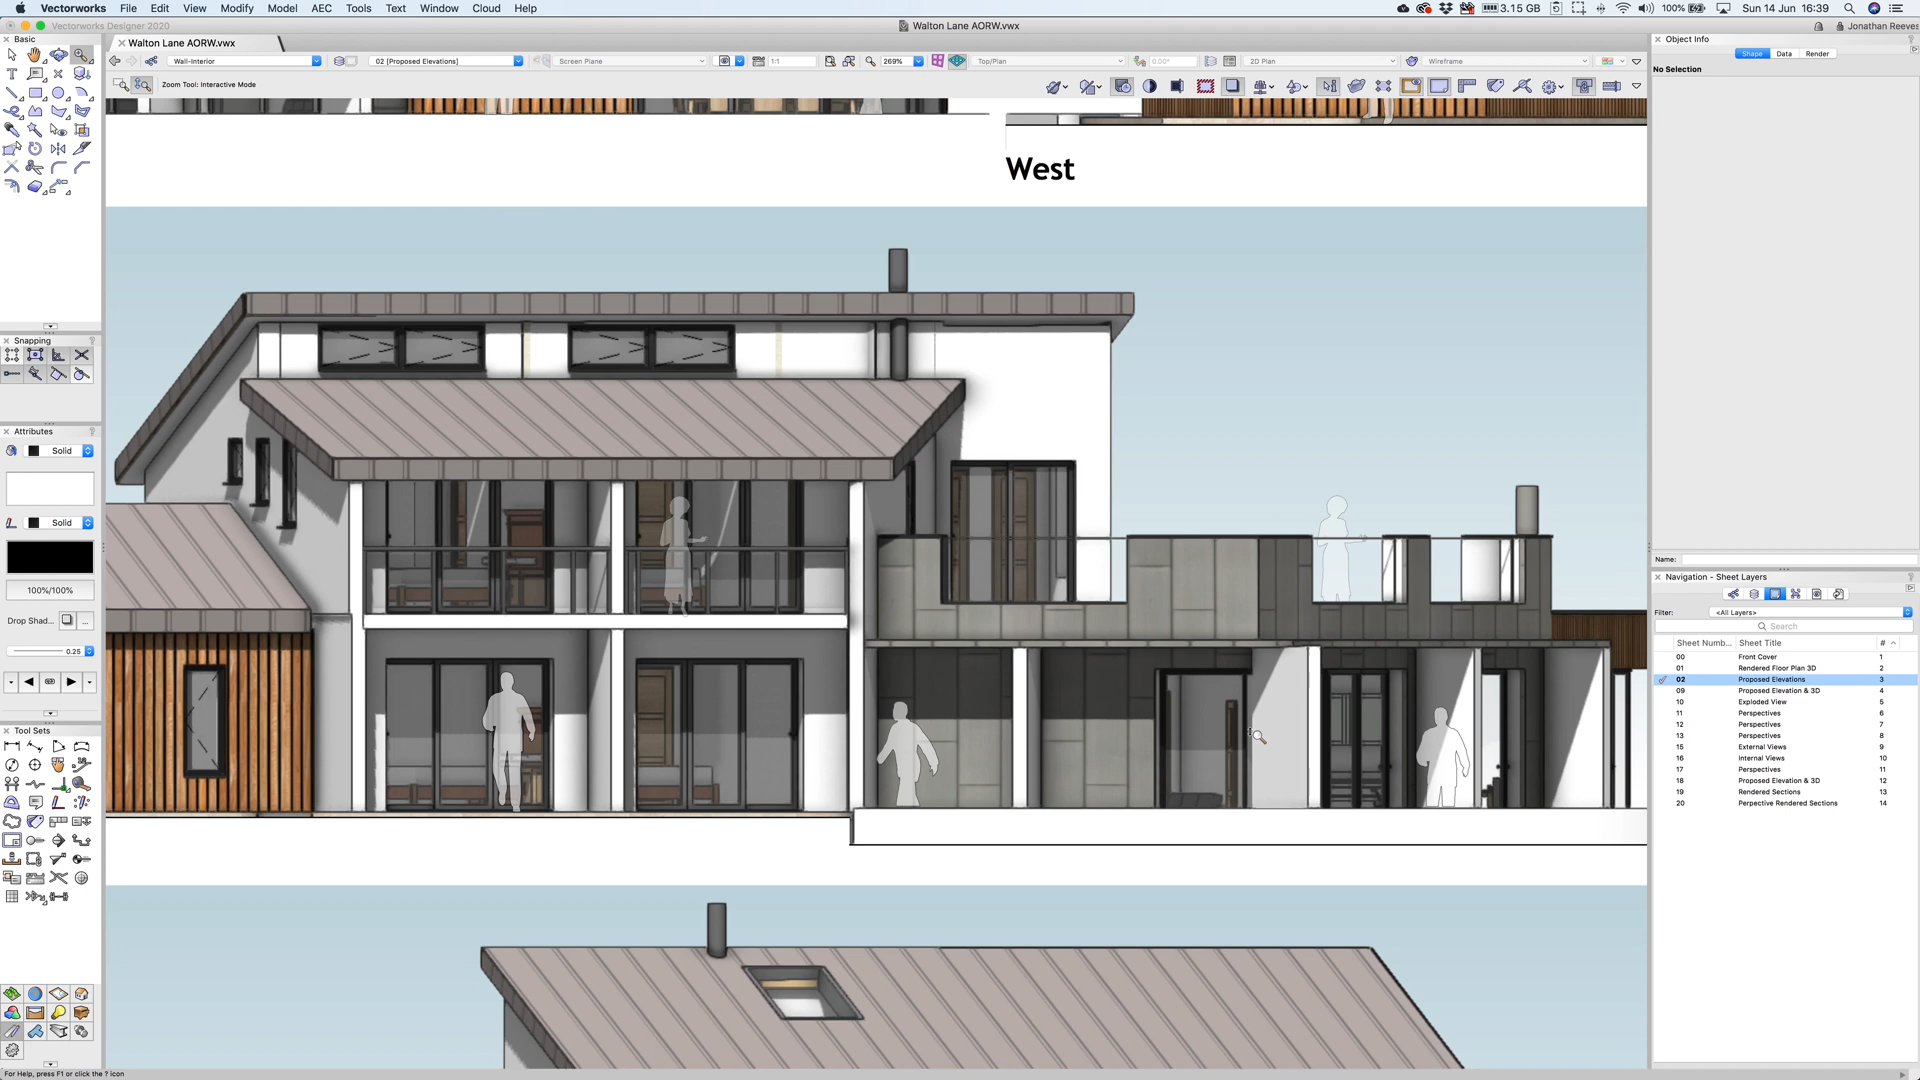 Vectorworks File Edit View Modify Model AEC Tools Text Window Cloud Help 3.15 GB 100% Sun 14 Jun 16:39
Vectorworks Designer 2020 Walton Lane AORW.vwx Jonathan Reeves
Basic
Walton Lane AORW.vwx
Wall-Interior 02 [Proposed Elevations] Screen Plane 1:1 269% Top/Plan 0.00° 2D Plan Wireframe
Zoom Tool: Interactive Mode
Object Info
Shape Data Render
No Selection
West
Snapping
Attributes
Solid
Solid
100%/100%
Drop Shad... ...
0.25
Tool Sets
Name:
Navigation - Sheet Layers
Filter: <All Layers>
Search
Sheet Numb... Sheet Title #
00 Front Cover 1
01 Rendered Floor Plan 3D 2
02 Proposed Elevations 3
09 Proposed Elevation & 3D 4
10 Exploded View 5
11 Perspectives 6
12 Perspectives 7
13 Perspectives 8
15 External Views 9
16 Internal Views 10
17 Perspectives 11
18 Proposed Elevation & 3D 12
19 Rendered Sections 13
20 Perpective Rendered Sections 14
For Help, press F1 or click the ? icon